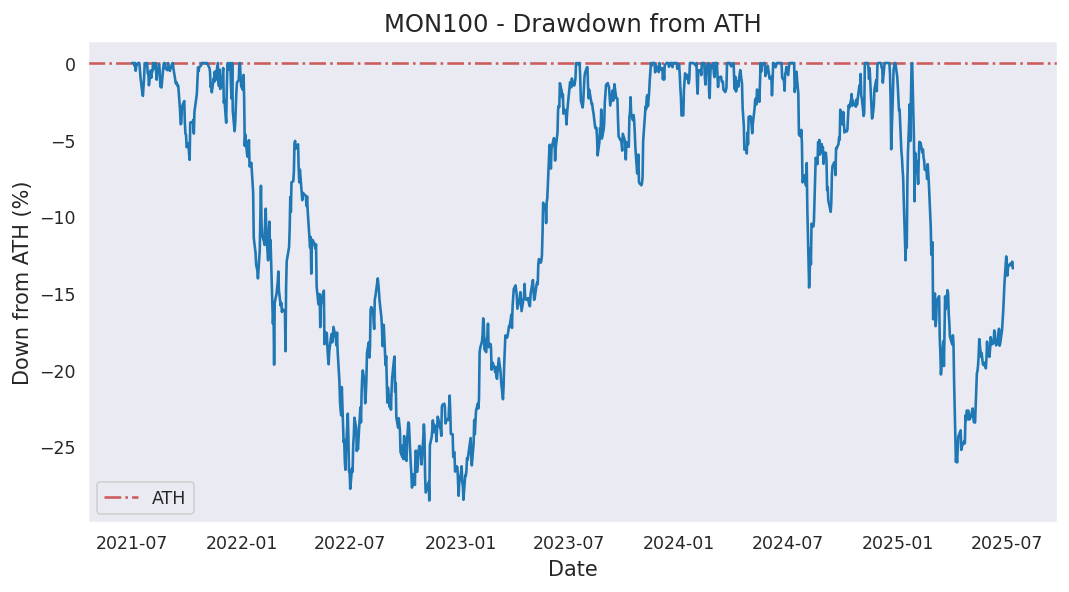 MON100 - Drawdown from ATH
Down from ATH (%)
0
−5
−10
−15
−20
−25
ATH
2021-07 2022-01 2022-07 2023-01 2023-07 2024-01 2024-07 2025-01 2025-07
Date